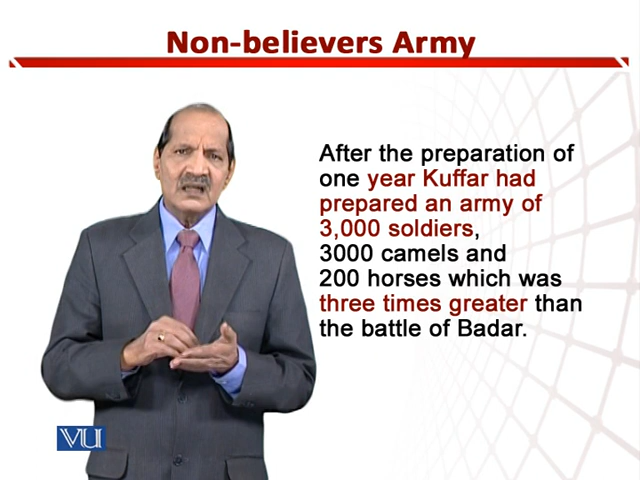 Non-believers Army
After the preparation of
one year Kuffar had
prepared an army of
3,000 soldiers,
3000 camels and
200 horses which was
three times greater than
the battle of Badar.
VU